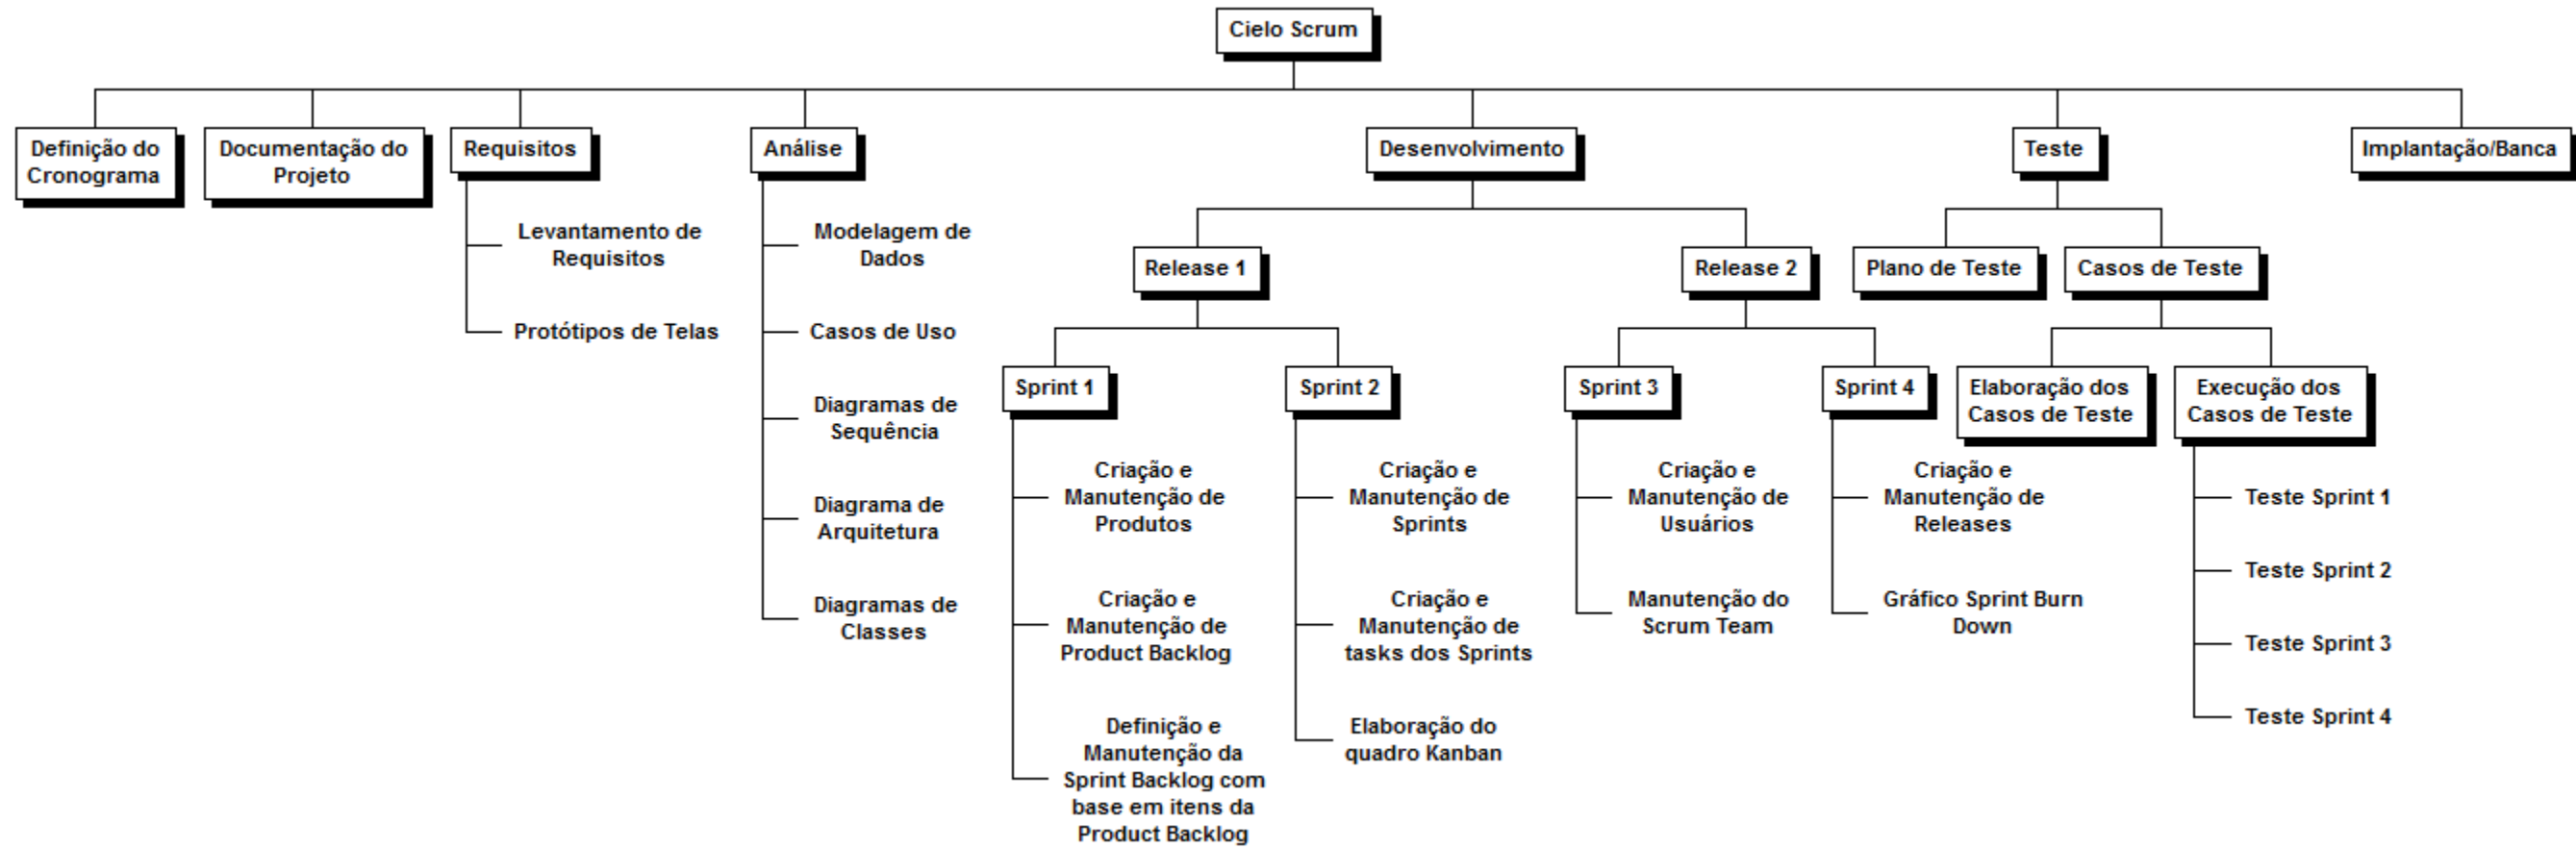 Cielo Scrum
Definição do
Cronograma
Documentação do
Projeto
Requisitos
Análise
Desenvolvimento
Teste
Implantação/Banca
Levantamento de
Requisitos
Protótipos de Telas
Modelagem de
Dados
Casos de Uso
Diagramas de
Sequência
Diagrama de
Arquitetura
Diagramas de
Classes
Release 1
Release 2
Plano de Teste
Casos de Teste
Sprint 1
Sprint 2
Sprint 3
Sprint 4
Elaboração dos
Casos de Teste
Execução dos
Casos de Teste
Criação e
Manutenção de
Produtos
Criação e
Manutenção de
Product Backlog
Definição e
Manutenção da
Sprint Backlog com
base em itens da
Product Backlog
Criação e
Manutenção de
Sprints
Criação e
Manutenção de
tasks dos Sprints
Elaboração do
quadro Kanban
Criação e
Manutenção de
Usuários
Manutenção do
Scrum Team
Criação e
Manutenção de
Releases
Gráfico Sprint Burn
Down
Teste Sprint 1
Teste Sprint 2
Teste Sprint 3
Teste Sprint 4